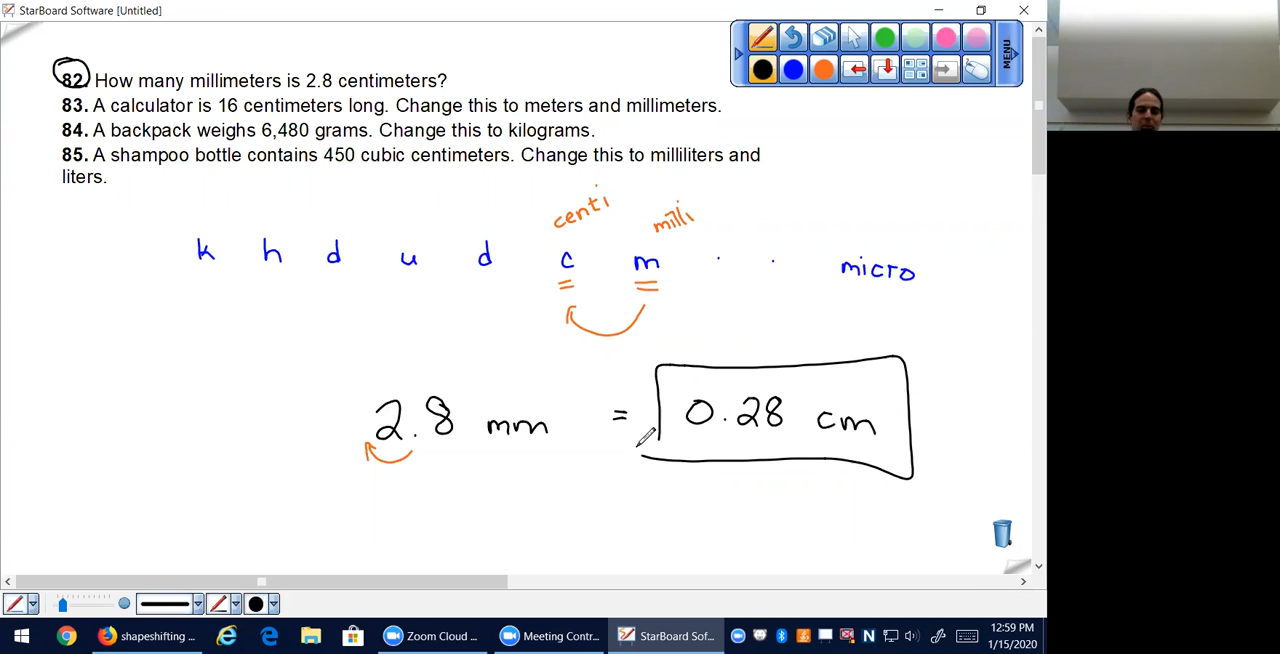 StarBoard Software [Untitled]
82. How many millimeters is 2.8 centimeters?
83. A calculator is 16 centimeters long. Change this to meters and millimeters.
84. A backpack weighs 6,480 grams. Change this to kilograms.
85. A shampoo bottle contains 450 cubic centimeters. Change this to milliliters and
liters.
MENU
centi milli
k h d u d c m . . micro
2.8 mm = 0.28 cm
shapeshifting ... Zoom Cloud ... Meeting Contr... StarBoard Sof... N 12:59 PM
1/15/2020